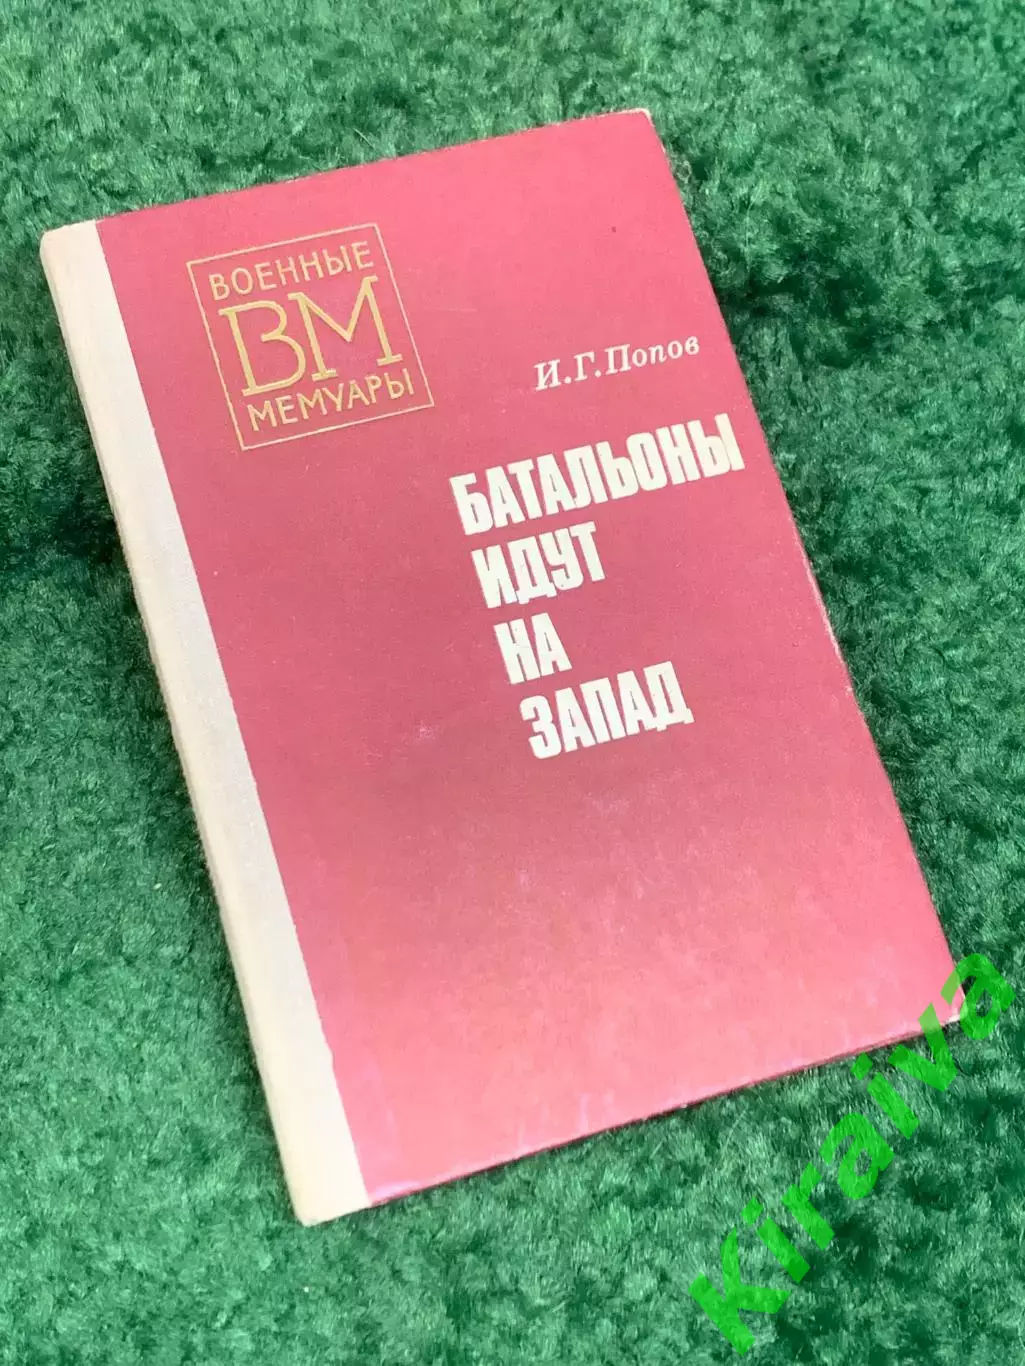 ВОЕННЫЕ
ВМ
МЕМУАРЫ
И.Г.Попов
БАТАЛЬОНЫ
ИДУТ
НА
ЗАПАД
Kiraiva